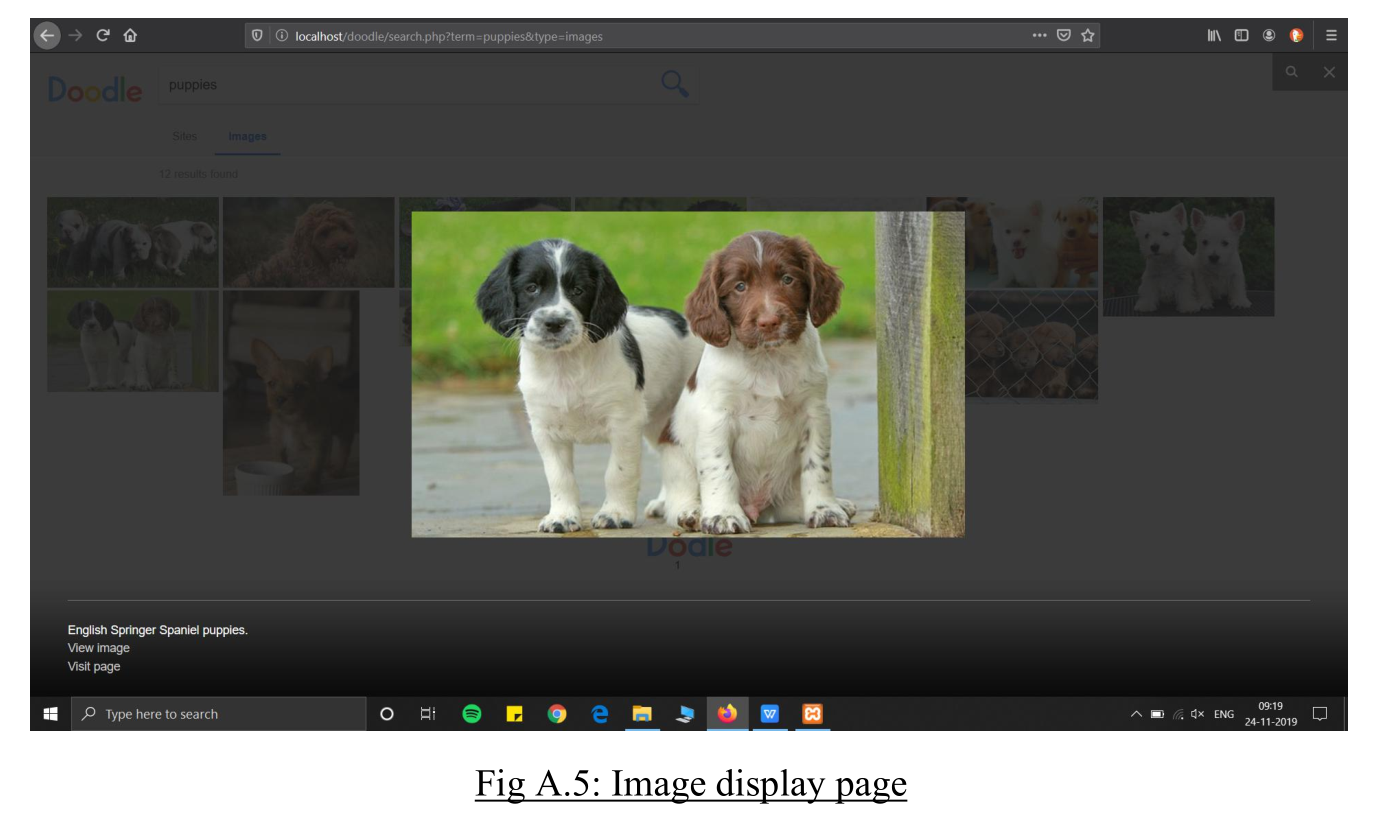 localhost/doodle/search.php?term=puppies&type=images
Doodle
puppies
Sites Images
12 results found
Doodle
1
English Springer Spaniel puppies.
View image
Visit page
Type here to search
ENG
09:19
24-11-2019
Fig A.5: Image display page